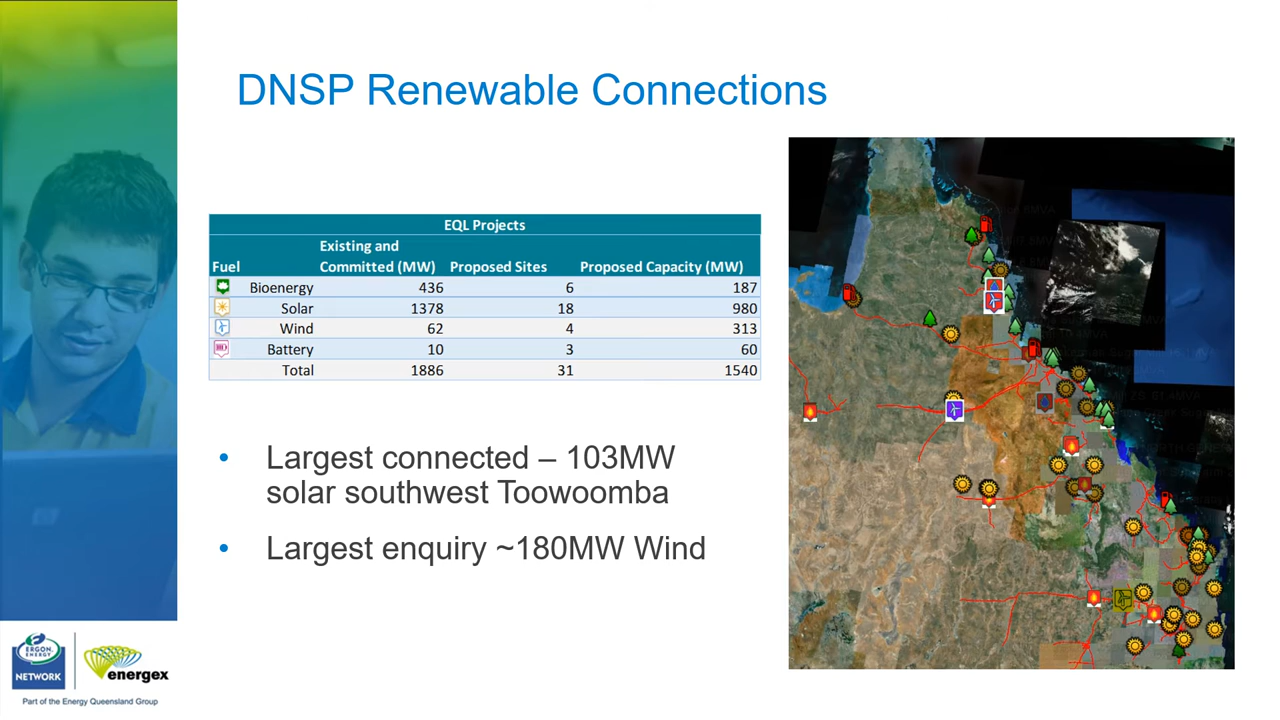 DNSP Renewable Connections
EQL Projects
Existing and
Fuel Committed (MW) Proposed Sites Proposed Capacity (MW)
Bioenergy 436 6 187
Solar 1378 18 980
Wind 62 4 313
Battery 10 3 60
Total 1886 31 1540
• Largest connected – 103MW
solar southwest Toowoomba
• Largest enquiry ~180MW Wind
ERGON ENERGY
NETWORK
energex
Part of the Energy Queensland Group